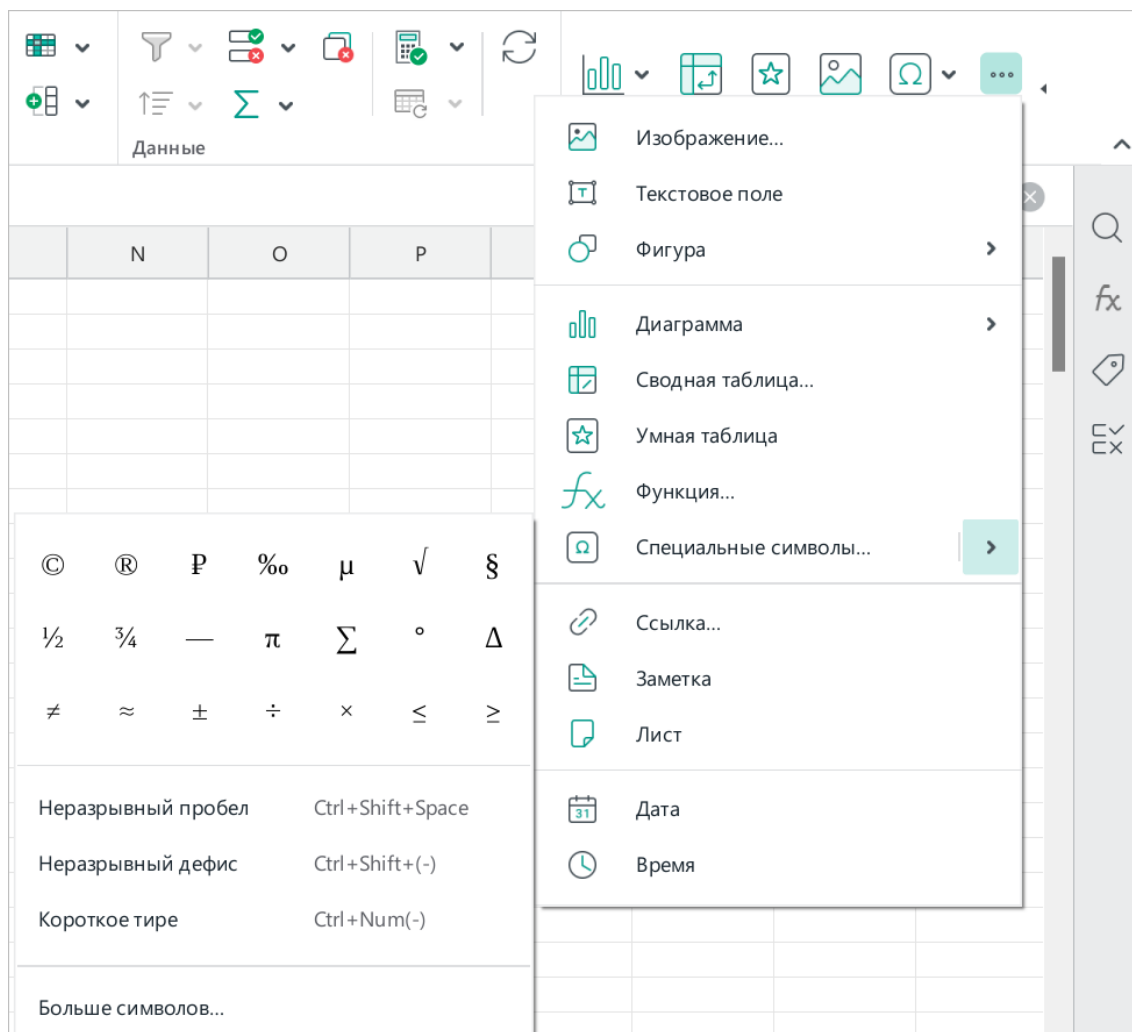 Данные
N O P
Изображение...
Текстовое поле
Фигура
Диаграмма
Сводная таблица...
Умная таблица
Функция...
Специальные символы...
Ссылка...
Заметка
Лист
31 Дата
Время
© ® ₽ ‰ µ √ §
½ ¾ — π ∑ ° Δ
≠ ≈ ± ÷ × ≤ ≥
Неразрывный пробел Ctrl+Shift+Space
Неразрывный дефис Ctrl+Shift+(-)
Короткое тире Ctrl+Num(-)
Больше символов...